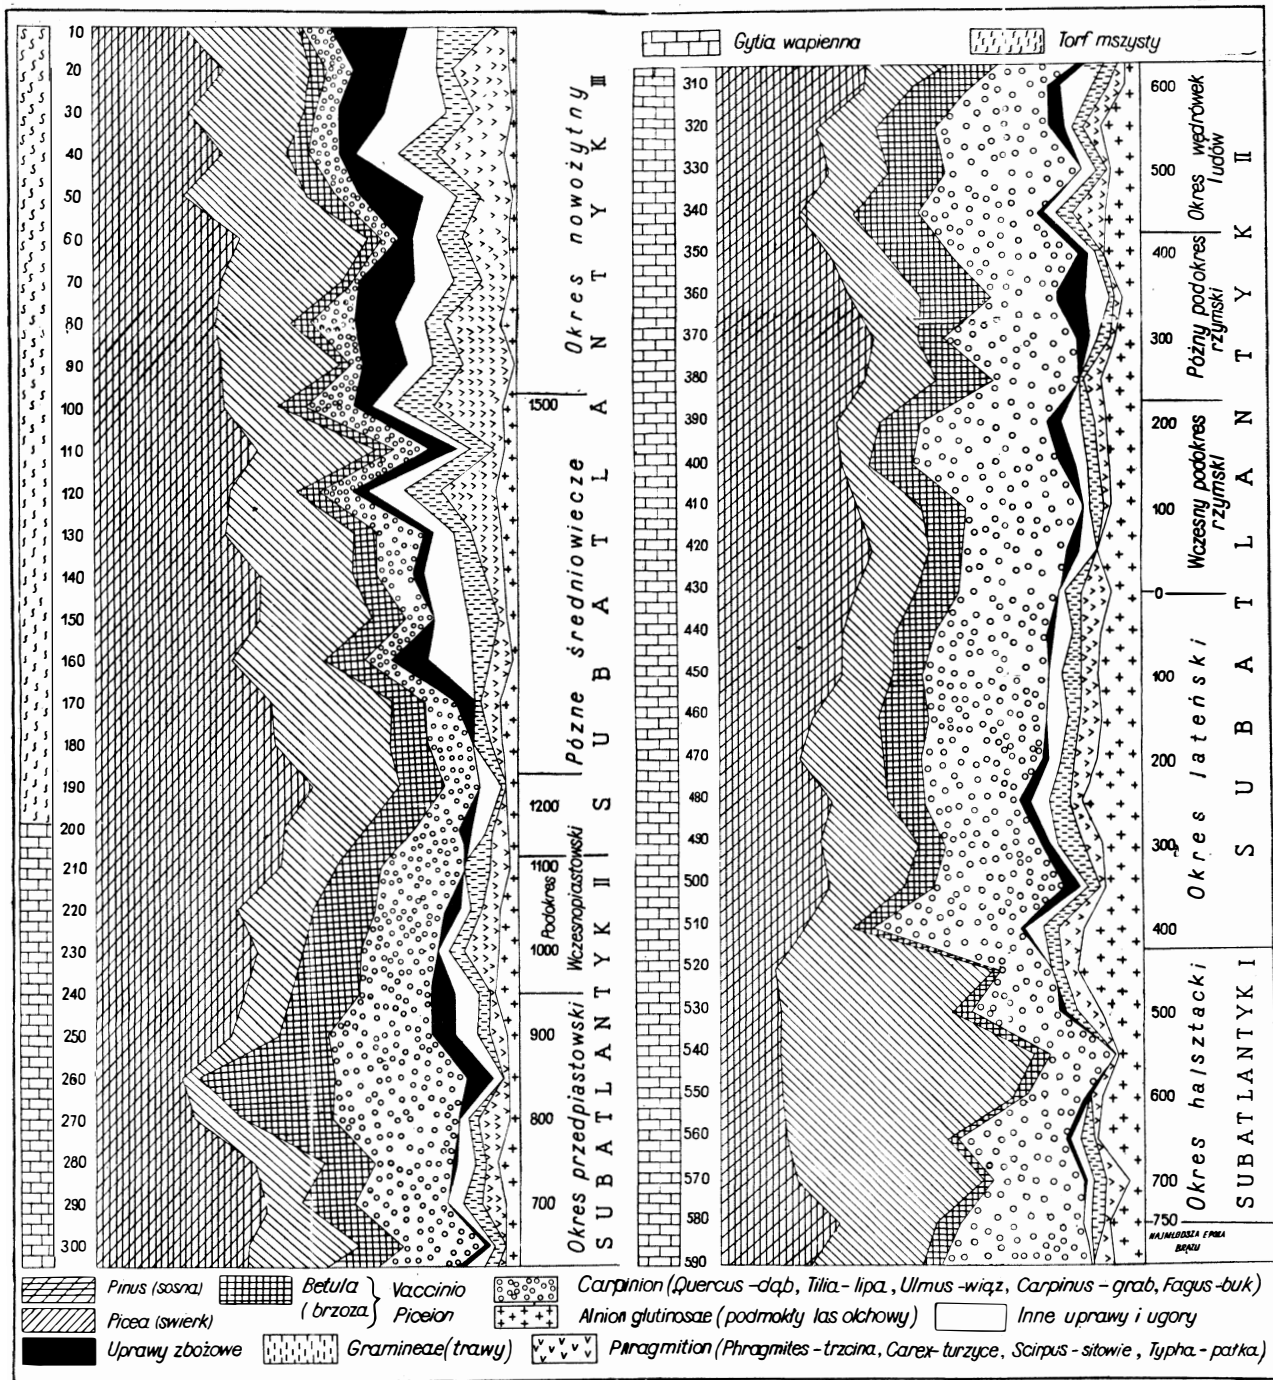 Gytia wapienna
Torf mszysty
10
20
30
40
50
60
70
80
90
100
110
120
130
140
150
160
170
180
190
200
210
220
230
240
250
260
270
280
290
300
1500
1200
1100
1000
900
800
700
Okres nowożytny
Późne średniowiecze
Podokres
Wczesnopiastowski
Okres przedpiastowski
SUBATLANTYK III
SUBATLANTYK II
310
320
330
340
350
360
370
380
390
400
410
420
430
440
450
460
470
480
490
500
510
520
530
540
550
560
570
580
590
600
500
400
300
200
100
0
100
200
300
400
500
600
700
750
NAJMŁODSZA EPOKA
BRĄZU
Okres wędrówek
ludów
Późny podokres
rzymski
Wczesny podokres
rzymski
Okres lateński
Okres halsztacki
SUBATLANTYK II
SUBATLANTYK I
Pinus (sosna)
Betula
(brzoza)
Vaccinio
Piceion
Carpinion (Quercus-dąb, Tilia-lipa, Ulmus-wiąz, Carpinus-grab, Fagus-buk)
Picea (swierk)
Alnion glutinosae (podmokły las olchowy)
Inne uprawy i ugory
Uprawy zbożowe
Gramineae (trawy)
Phragmition (Phragmites-trzcina, Carex-turzyce, Scirpus-sitowie, Typha-pałka)